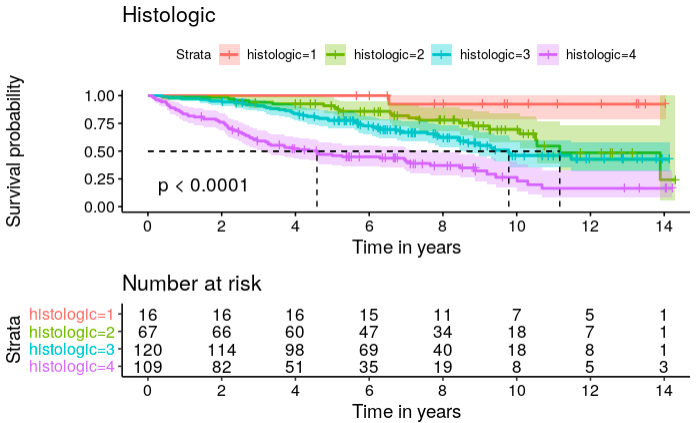 Histologic
Strata histologic=1 histologic=2 histologic=3 histologic=4
Survival probability
1.00
0.75
0.50
0.25
0.00
p < 0.0001
0 2 4 6 8 10 12 14
Time in years
Number at risk
Strata
histologic=1 16 16 16 15 11 7 5 1
histologic=2 67 66 60 47 34 18 7 1
histologic=3 120 114 98 69 40 18 8 1
histologic=4 109 82 51 35 19 8 5 3
0 2 4 6 8 10 12 14
Time in years